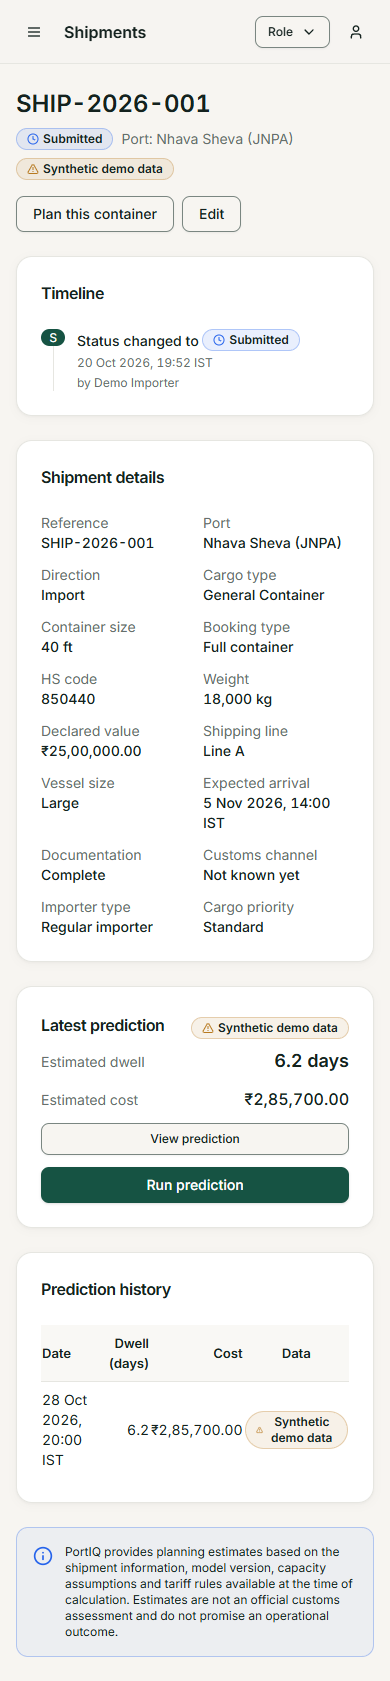 Shipments
Role
SHIP-2026-001
Submitted Port: Nhava Sheva (JNPA)
Synthetic demo data
Plan this container Edit
Timeline
S
Status changed to Submitted
20 Oct 2026, 19:52 IST
by Demo Importer
Shipment details
Reference Port
SHIP-2026-001 Nhava Sheva (JNPA)
Direction Cargo type
Import General Container
Container size Booking type
40 ft Full container
HS code Weight
850440 18,000 kg
Declared value Shipping line
₹25,00,000.00 Line A
Vessel size Expected arrival
Large 5 Nov 2026, 14:00
IST
Documentation Customs channel
Complete Not known yet
Importer type Cargo priority
Regular importer Standard
Latest prediction Synthetic demo data
Estimated dwell 6.2 days
Estimated cost ₹2,85,700.00
View prediction
Run prediction
Prediction history
Date Dwell (days) Cost Data
28 Oct
2026,
20:00
IST
6.2 ₹2,85,700.00 Synthetic
demo data
PortIQ provides planning estimates based on the
shipment information, model version, capacity
assumptions and tariff rules available at the time of
calculation. Estimates are not an official customs
assessment and do not promise an operational
outcome.